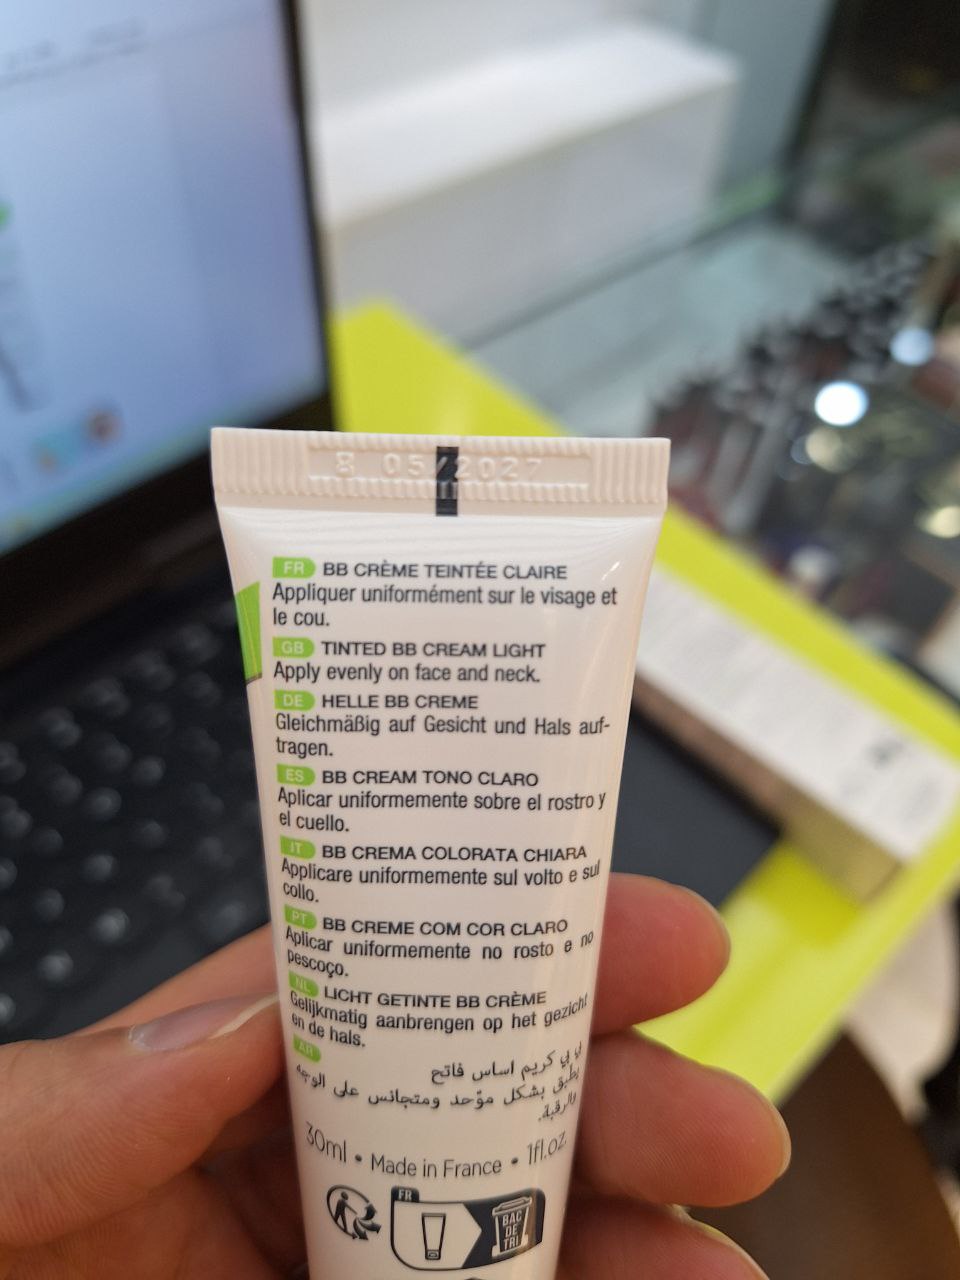 8 05/2027
FR BB CRÈME TEINTÉE CLAIRE
Appliquer uniformément sur le visage et
le cou.
GB TINTED BB CREAM LIGHT
Apply evenly on face and neck.
DE HELLE BB CREME
Gleichmäßig auf Gesicht und Hals auf-
tragen.
ES BB CREAM TONO CLARO
Aplicar uniformemente sobre el rostro y
el cuello.
IT BB CREMA COLORATA CHIARA
Applicare uniformemente sul volto e sul
collo.
PT BB CREME COM COR CLARO
Aplicar uniformemente no rosto e no
pescoço.
NL LICHT GETINTE BB CRÈME
Gelijkmatig aanbrengen op het gezicht
en de hals.
AR
بي بي كريم اساس فاتح
يطبق بشكل موّحد ومتجانس على الوجه
والرقبة.
30ml • Made in France • 1fl.oz.
FR
BAC
DE
TRI